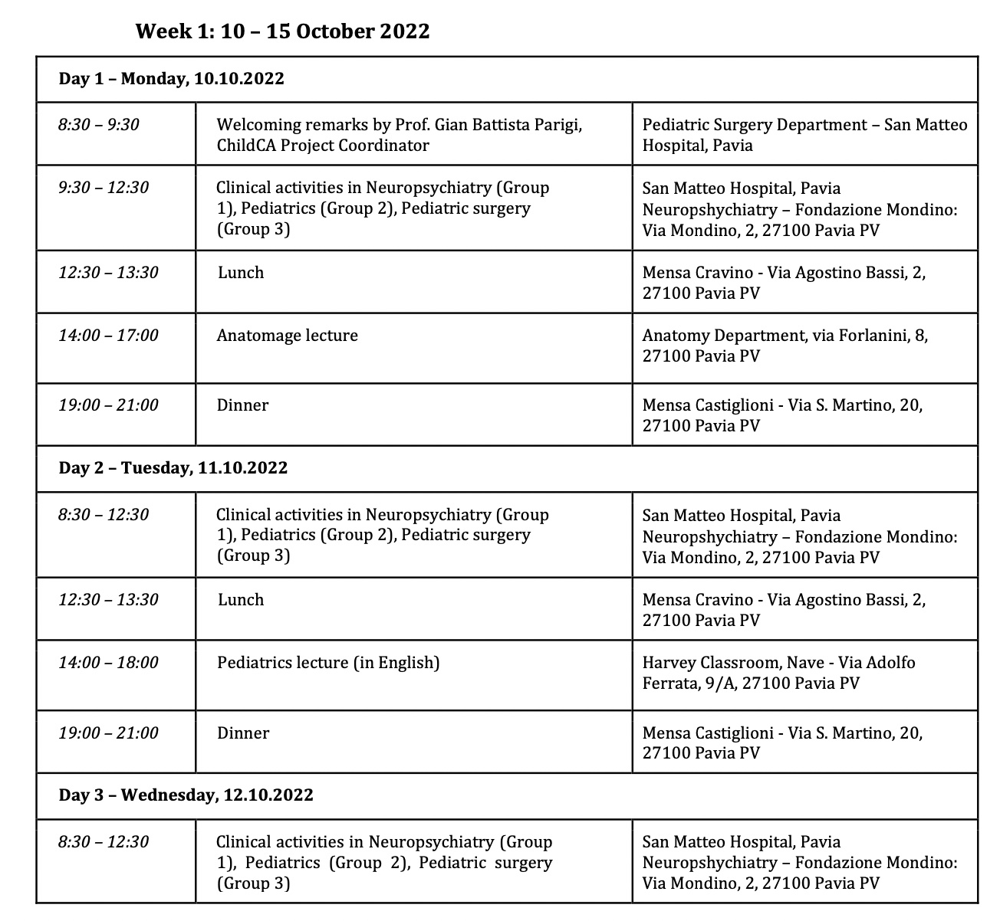 Week 1: 10 – 15 October 2022
Day 1 – Monday, 10.10.2022
8:30 – 9:30
Welcoming remarks by Prof. Gian Battista Parigi,
ChildCA Project Coordinator
Pediatric Surgery Department – San Matteo
Hospital, Pavia
9:30 – 12:30
Clinical activities in Neuropsychiatry (Group
1), Pediatrics (Group 2), Pediatric surgery
(Group 3)
San Matteo Hospital, Pavia
Neuropshychiatry – Fondazione Mondino:
Via Mondino, 2, 27100 Pavia PV
12:30 – 13:30
Lunch
Mensa Cravino - Via Agostino Bassi, 2,
27100 Pavia PV
14:00 – 17:00
Anatomage lecture
Anatomy Department, via Forlanini, 8,
27100 Pavia PV
19:00 – 21:00
Dinner
Mensa Castiglioni - Via S. Martino, 20,
27100 Pavia PV
Day 2 – Tuesday, 11.10.2022
8:30 – 12:30
Clinical activities in Neuropsychiatry (Group
1), Pediatrics (Group 2), Pediatric surgery
(Group 3)
San Matteo Hospital, Pavia
Neuropshychiatry – Fondazione Mondino:
Via Mondino, 2, 27100 Pavia PV
12:30 – 13:30
Lunch
Mensa Cravino - Via Agostino Bassi, 2,
27100 Pavia PV
14:00 – 18:00
Pediatrics lecture (in English)
Harvey Classroom, Nave - Via Adolfo
Ferrata, 9/A, 27100 Pavia PV
19:00 – 21:00
Dinner
Mensa Castiglioni - Via S. Martino, 20,
27100 Pavia PV
Day 3 – Wednesday, 12.10.2022
8:30 – 12:30
Clinical activities in Neuropsychiatry (Group
1), Pediatrics (Group 2), Pediatric surgery
(Group 3)
San Matteo Hospital, Pavia
Neuropshychiatry – Fondazione Mondino:
Via Mondino, 2, 27100 Pavia PV